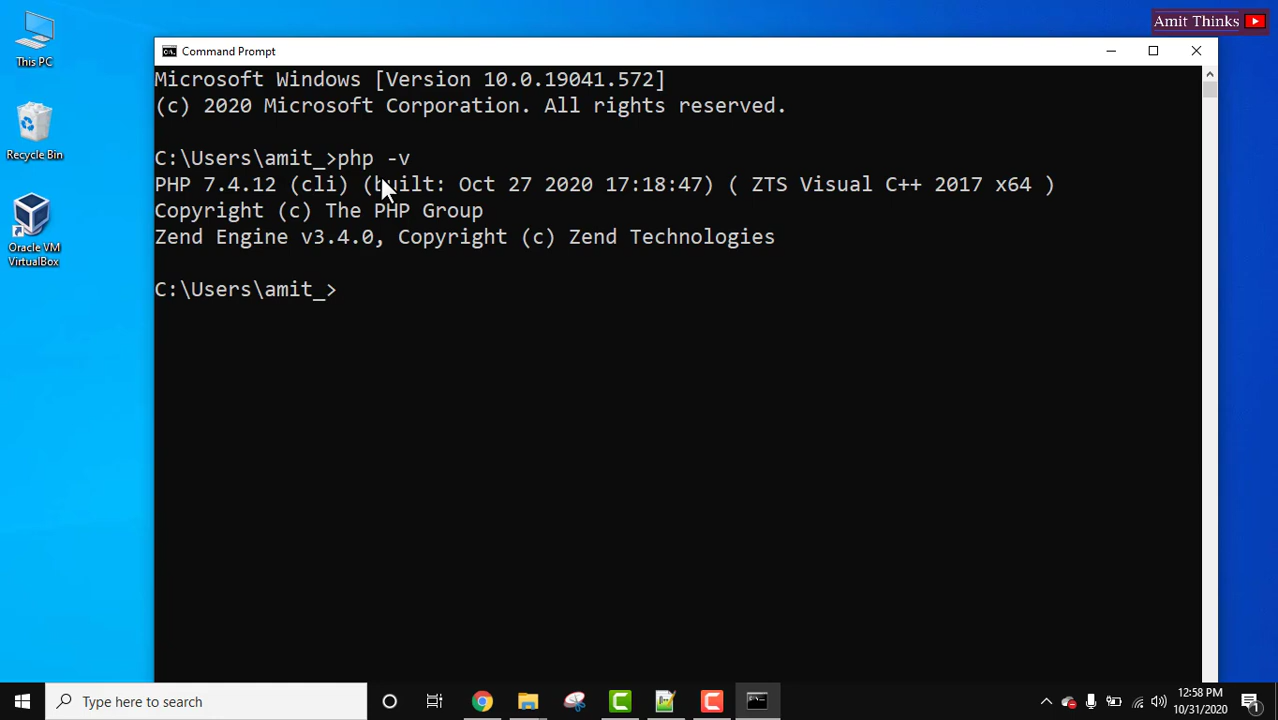 Amit Thinks
This PC
Recycle Bin
Oracle VM
VirtualBox
Command Prompt
Microsoft Windows [Version 10.0.19041.572]
(c) 2020 Microsoft Corporation. All rights reserved.
C:\Users\amit_>php -v
PHP 7.4.12 (cli) (built: Oct 27 2020 17:18:47) ( ZTS Visual C++ 2017 x64 )
Copyright (c) The PHP Group
Zend Engine v3.4.0, Copyright (c) Zend Technologies
C:\Users\amit_>
Type here to search
12:58 PM
10/31/2020
1